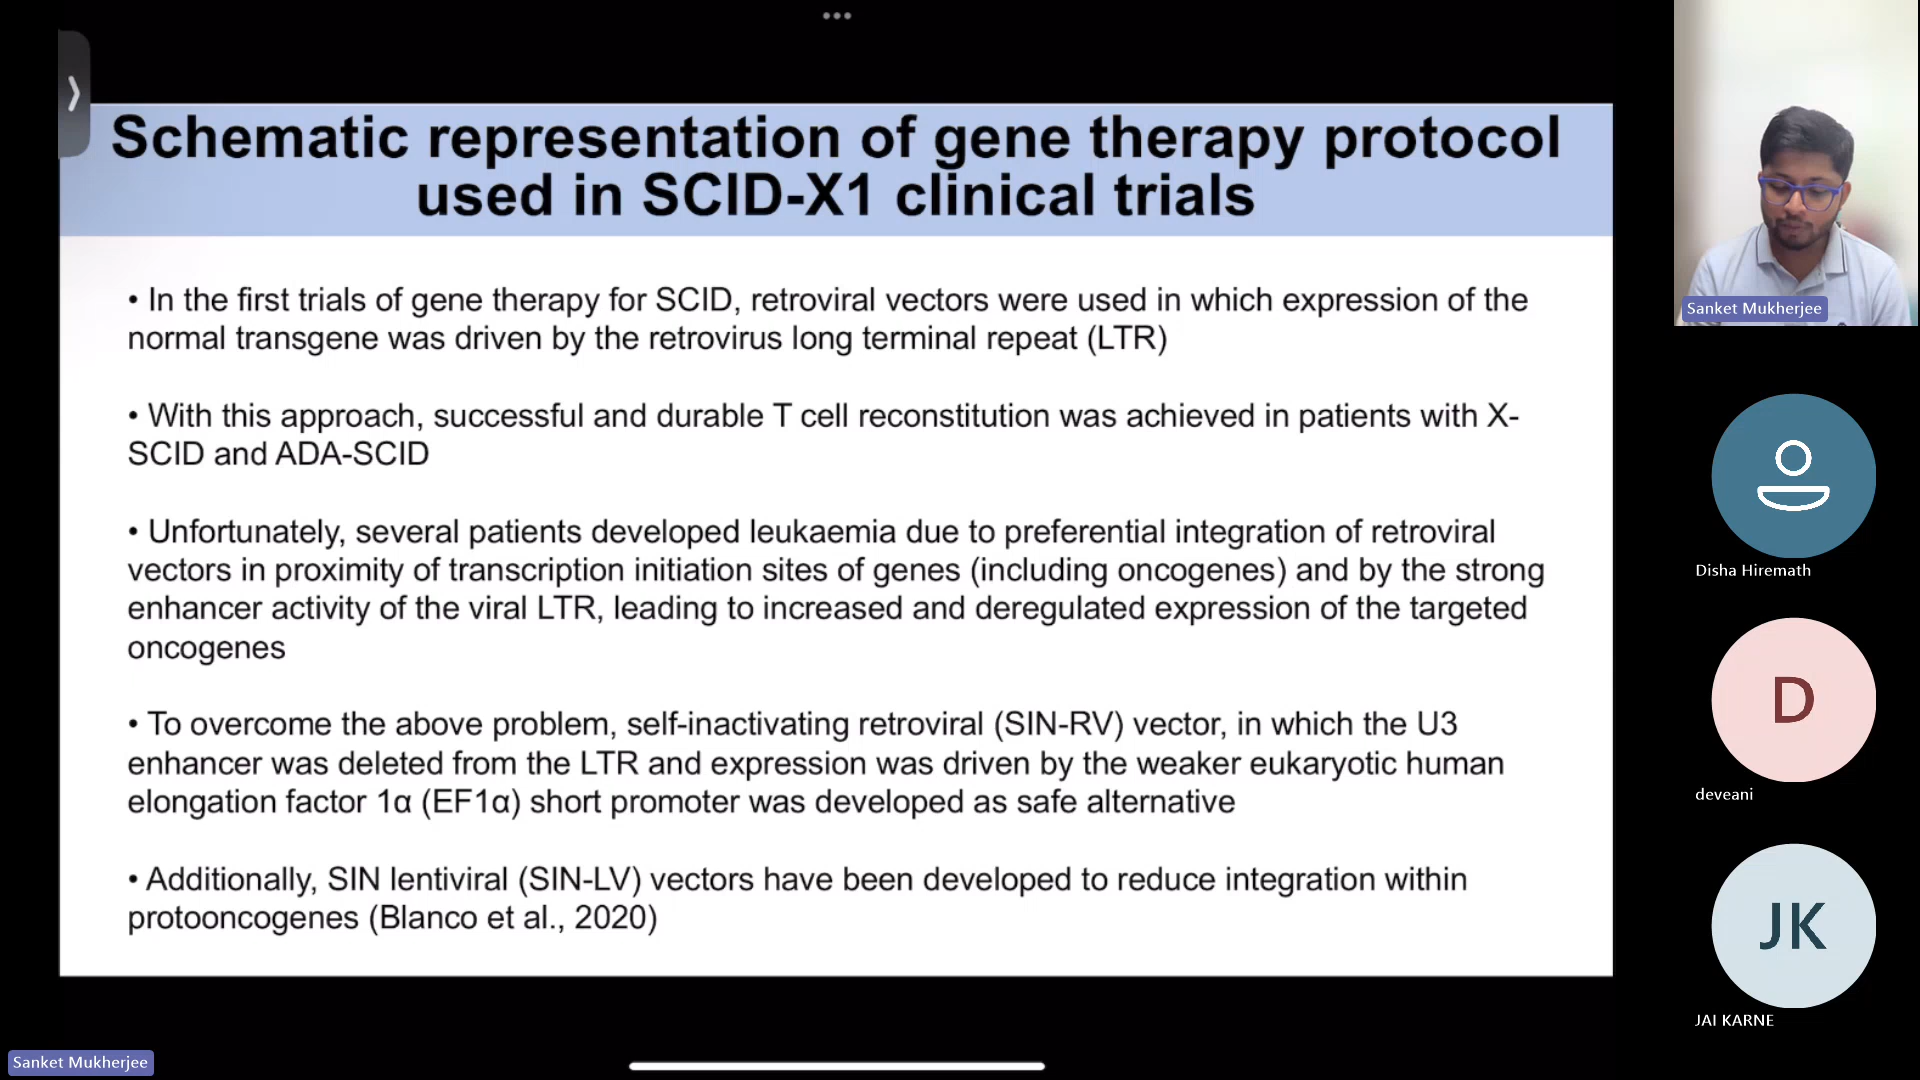 Schematic representation of gene therapy protocol
used in SCID-X1 clinical trials
• In the first trials of gene therapy for SCID, retroviral vectors were used in which expression of the
normal transgene was driven by the retrovirus long terminal repeat (LTR)
• With this approach, successful and durable T cell reconstitution was achieved in patients with X-
SCID and ADA-SCID
• Unfortunately, several patients developed leukaemia due to preferential integration of retroviral
vectors in proximity of transcription initiation sites of genes (including oncogenes) and by the strong
enhancer activity of the viral LTR, leading to increased and deregulated expression of the targeted
oncogenes
• To overcome the above problem, self-inactivating retroviral (SIN-RV) vector, in which the U3
enhancer was deleted from the LTR and expression was driven by the weaker eukaryotic human
elongation factor 1α (EF1α) short promoter was developed as safe alternative
• Additionally, SIN lentiviral (SIN-LV) vectors have been developed to reduce integration within
protooncogenes (Blanco et al., 2020)
Sanket Mukherjee
Disha Hiremath
D
deveani
JK
JAI KARNE
Sanket Mukherjee